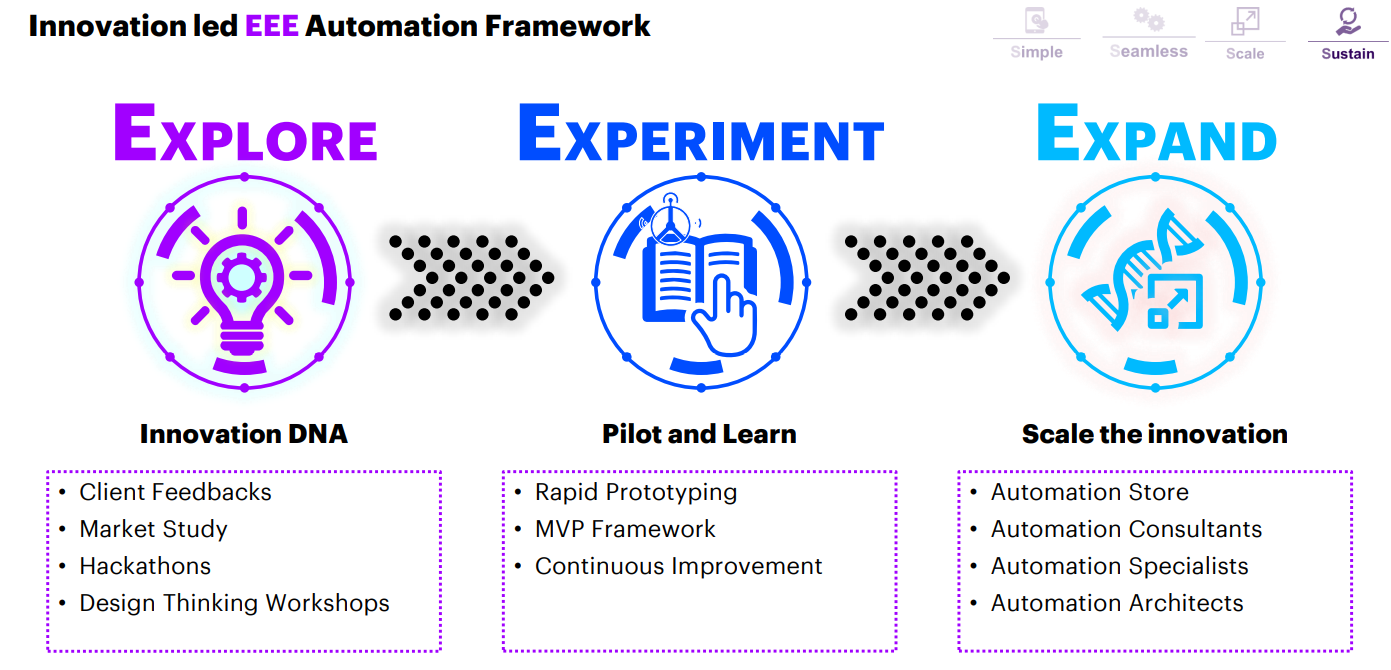 Innovation led EEE Automation Framework
Simple
Seamless
Scale
Sustain
EXPLORE
EXPERIMENT
EXPAND
Innovation DNA
Pilot and Learn
Scale the innovation
• Client Feedbacks
• Market Study
• Hackathons
• Design Thinking Workshops
• Rapid Prototyping
• MVP Framework
• Continuous Improvement
• Automation Store
• Automation Consultants
• Automation Specialists
• Automation Architects